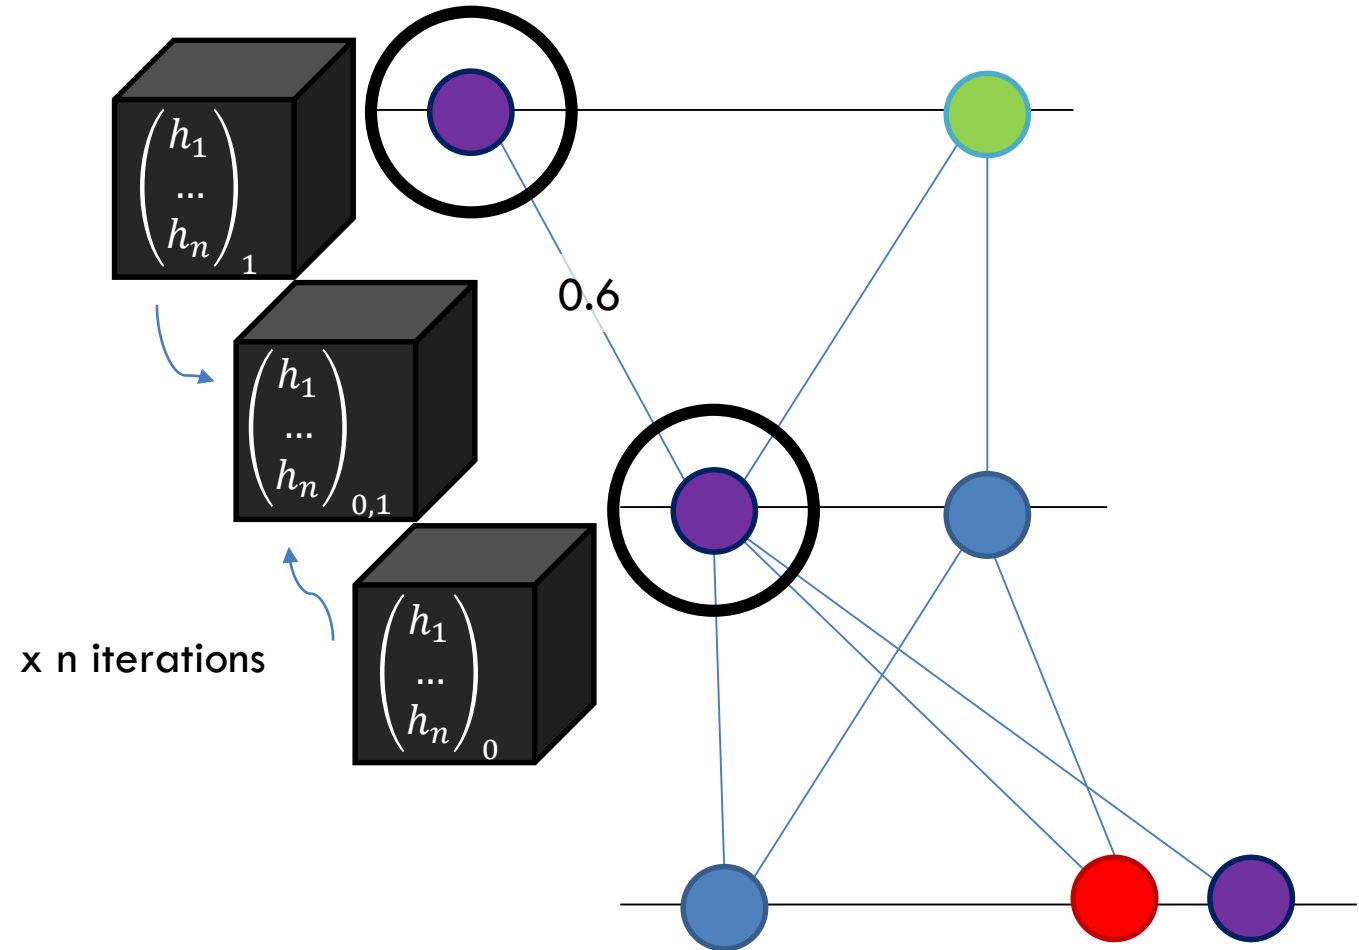 h₁
...
hₙ
1
0.6
h₁
...
hₙ
0,1
h₁
...
hₙ
0
x n iterations